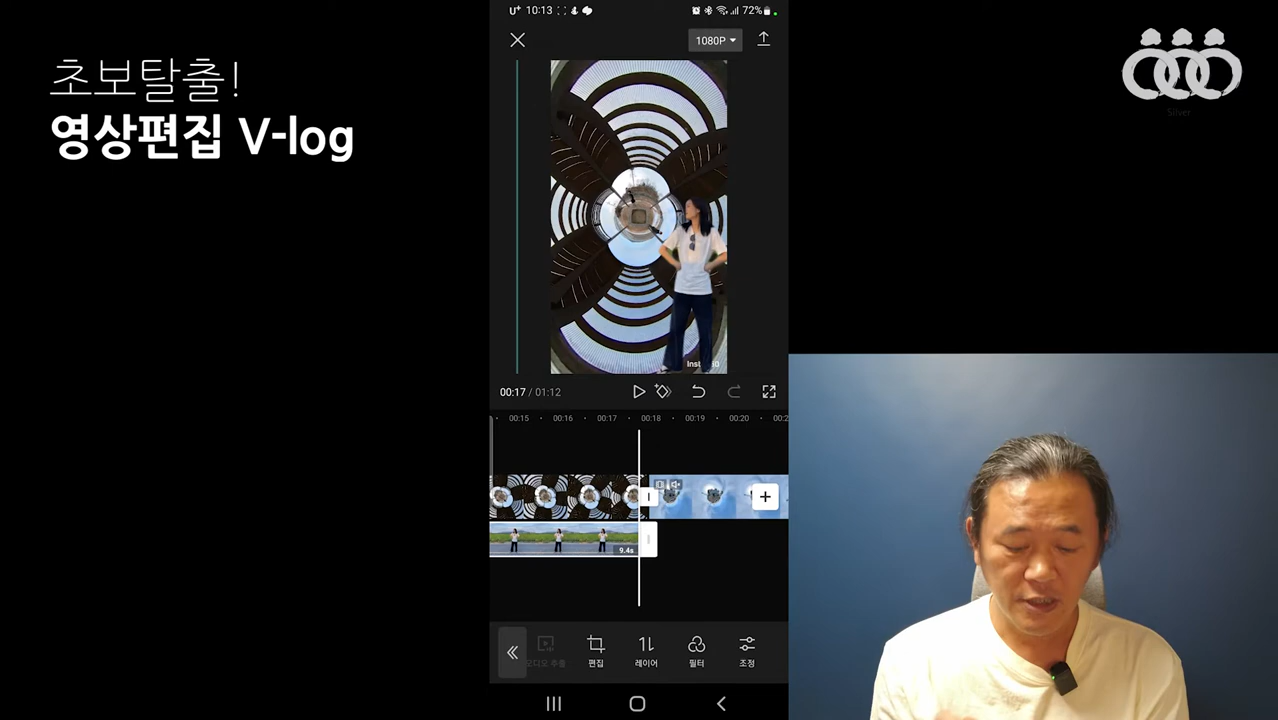 초보탈출!
영상편집 V-log
Silver
U+ 10:13
72%
1080P
00:17 / 01:12
00:15 00:16 00:17 00:18 00:19 00:20
9.4s
편집 레이어 필터 조정